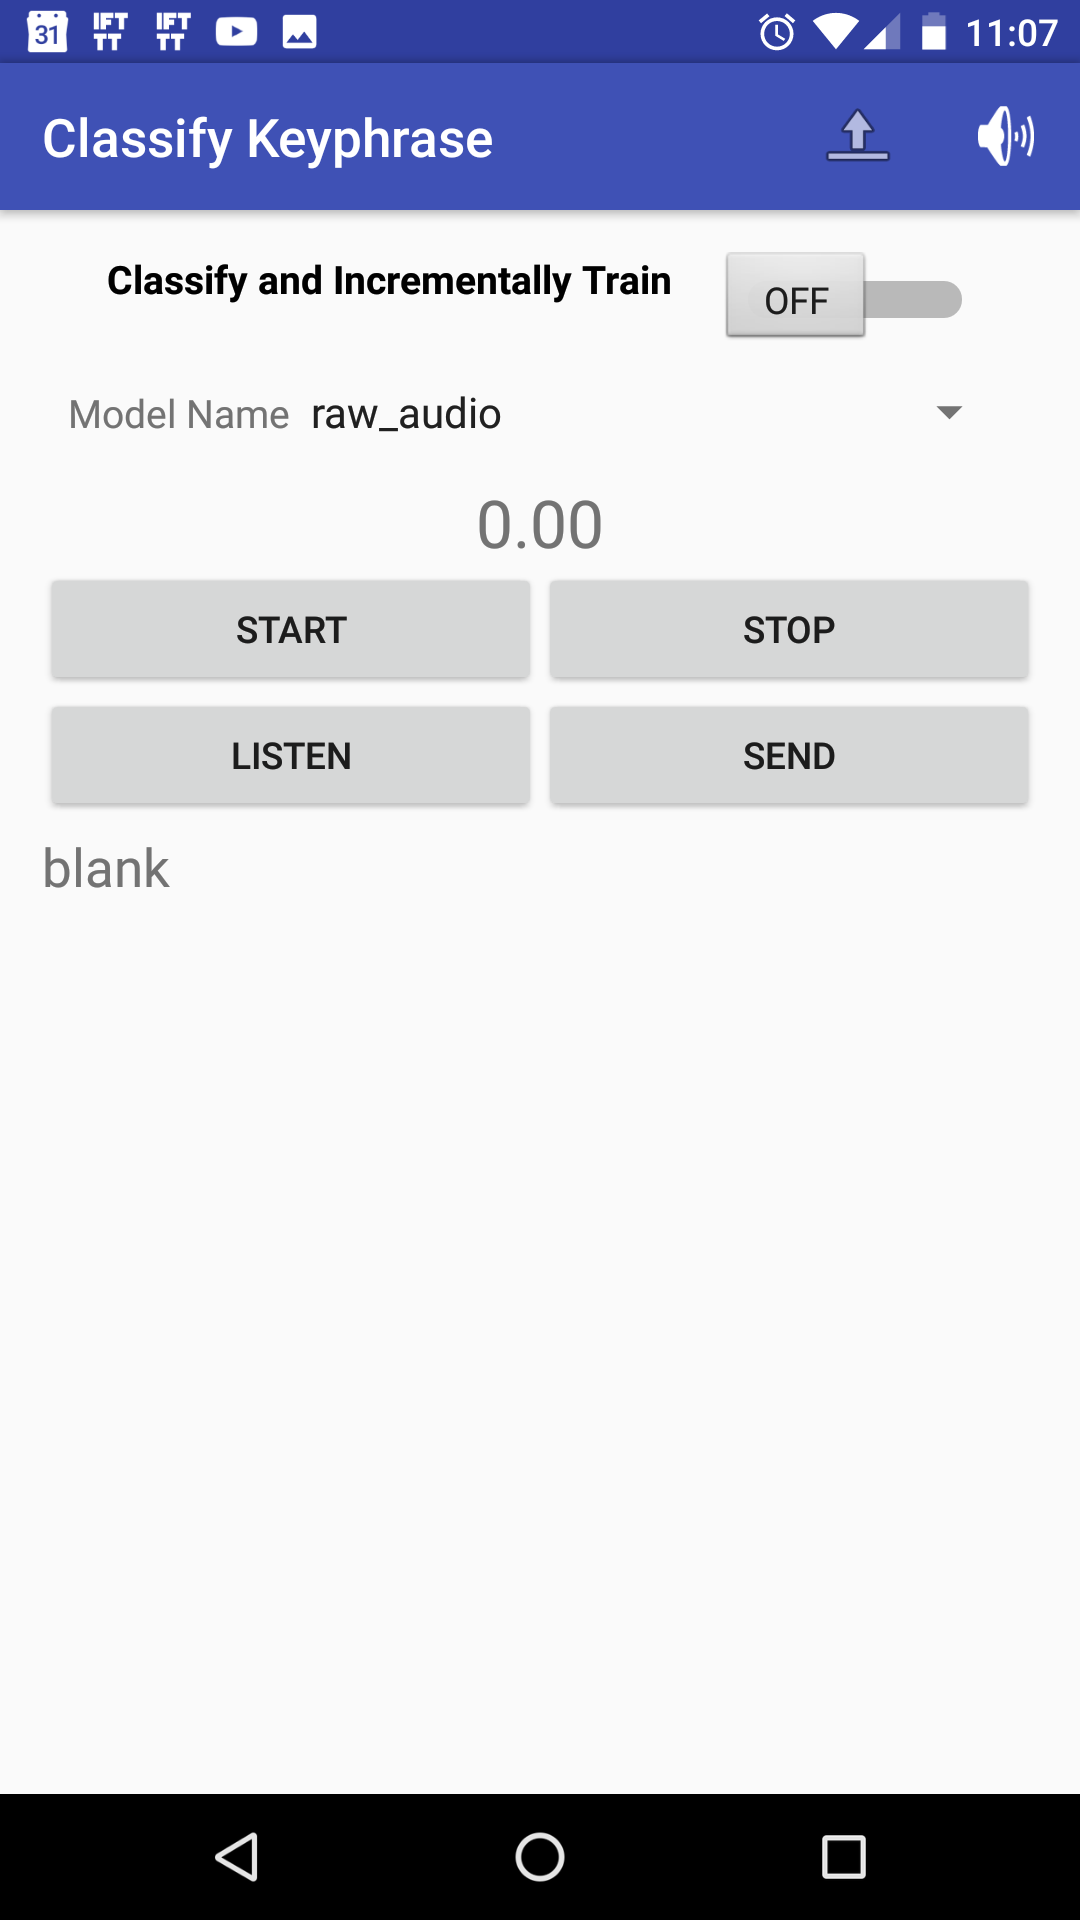 31 IFTTT IFTTT 11:07
Classify Keyphrase
Classify and Incrementally Train OFF
Model Name raw_audio
0.00
START STOP
LISTEN SEND
blank